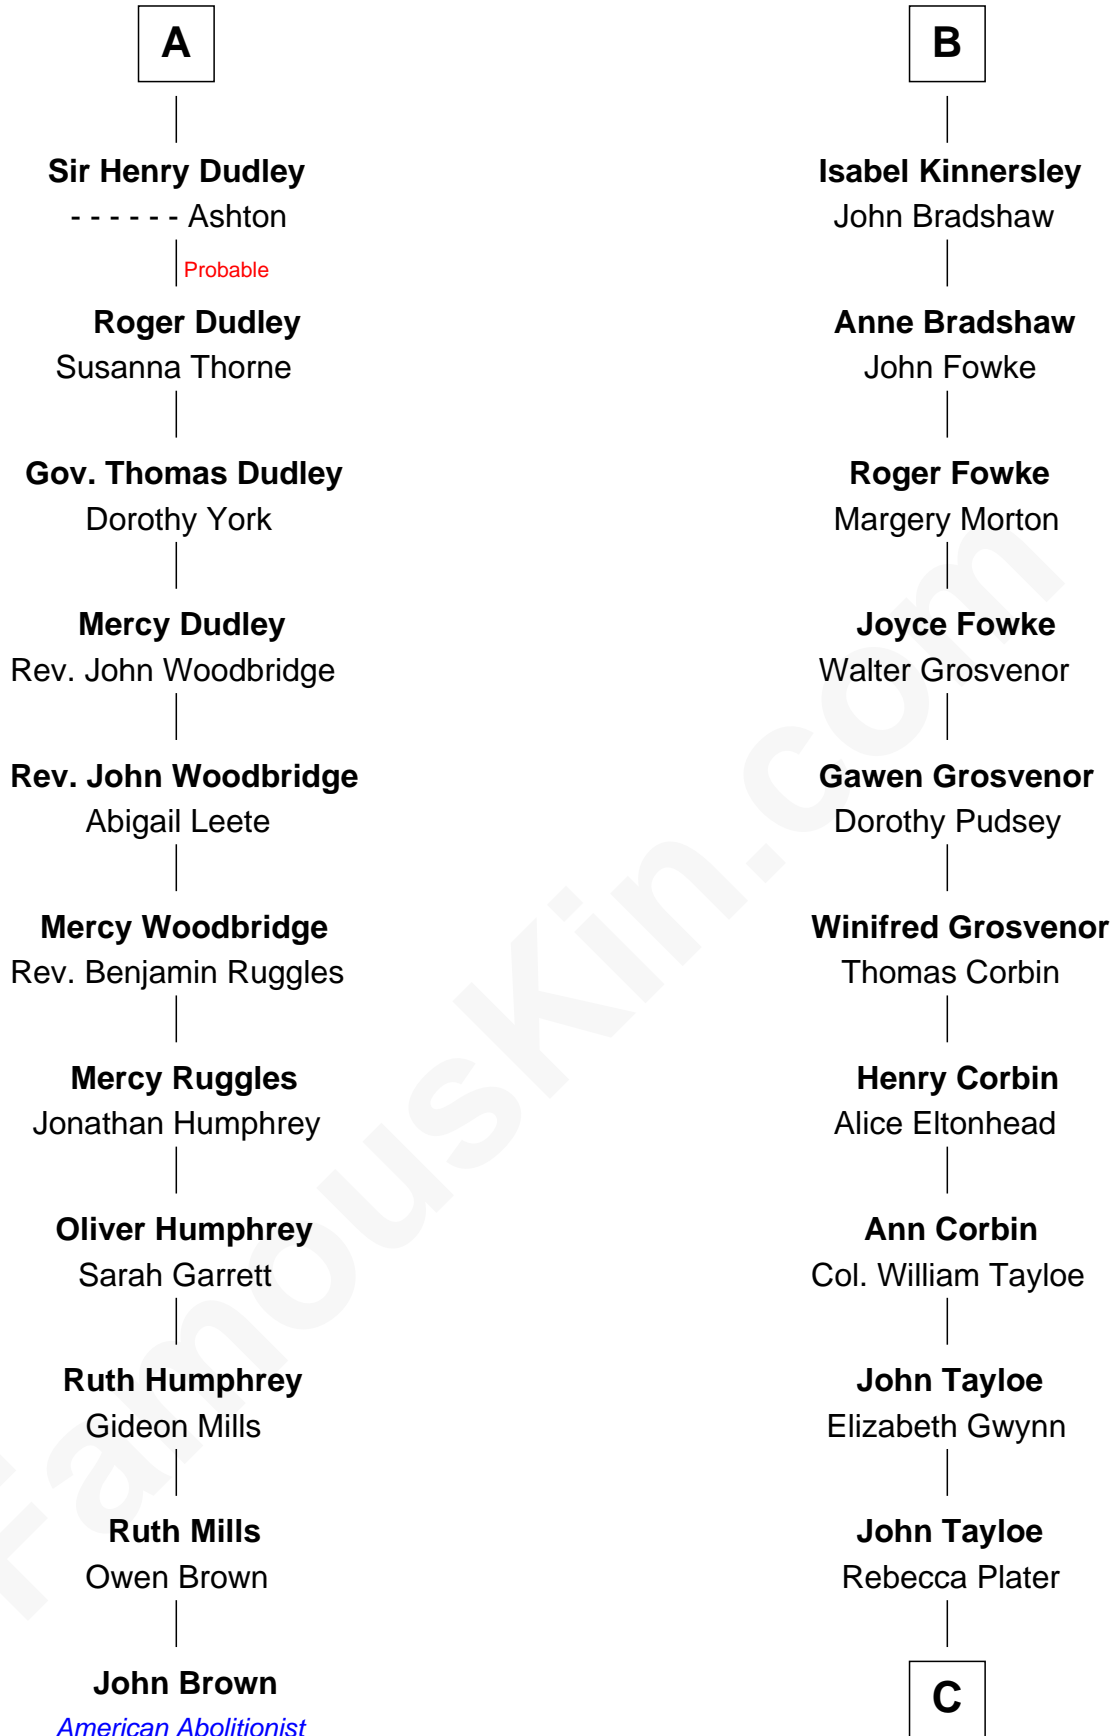 A
Sir Henry Dudley
- - - - - - Ashton
Probable
Roger Dudley
Susanna Thorne
Gov. Thomas Dudley
Dorothy York
Mercy Dudley
Rev. John Woodbridge
Rev. John Woodbridge
Abigail Leete
Mercy Woodbridge
Rev. Benjamin Ruggles
Mercy Ruggles
Jonathan Humphrey
Oliver Humphrey
Sarah Garrett
Ruth Humphrey
Gideon Mills
Ruth Mills
Owen Brown
John Brown
American Abolitionist
B
Isabel Kinnersley
John Bradshaw
Anne Bradshaw
John Fowke
Roger Fowke
Margery Morton
Joyce Fowke
Walter Grosvenor
Gawen Grosvenor
Dorothy Pudsey
Winifred Grosvenor
Thomas Corbin
Henry Corbin
Alice Eltonhead
Ann Corbin
Col. William Tayloe
John Tayloe
Elizabeth Gwynn
John Tayloe
Rebecca Plater
C
FamousKin.com